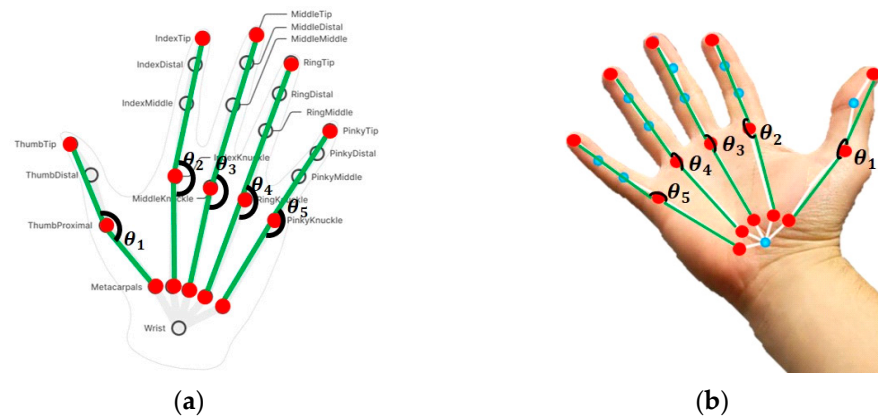 MiddleTip
MiddleDistal
MiddleMiddle
IndexTip
RingTip
IndexDistal
RingDistal
IndexMiddle
RingMiddle
PinkyTip
ThumbTip
PinkyDistal
θ2
IndexKnuckle
θ3
ThumbDistal
PinkyMiddle
θ4
MiddleKnuckle
RingKnuckle
θ5
ThumbProximal
PinkyKnuckle
θ1
Metacarpals
Wrist
(a)
θ2
θ3
θ1
θ4
θ5
(b)